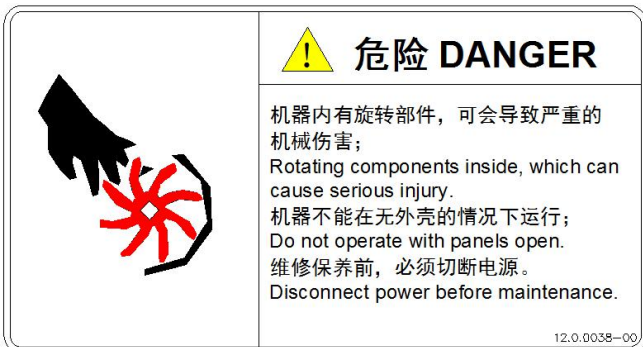 危险 DANGER
机器内有旋转部件，可会导致严重的
机械伤害；
Rotating components inside, which can
cause serious injury.
机器不能在无外壳的情况下运行；
Do not operate with panels open.
维修保养前，必须切断电源。
Disconnect power before maintenance.
12.0.0038-00